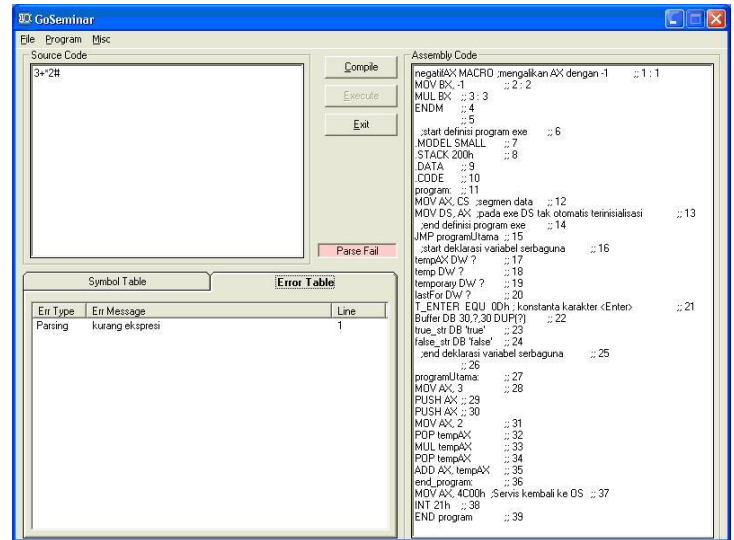 GoSeminar
File Program Misc
Source Code
3+*2#
Compile
Execute
Exit
Parse Fail
Symbol Table
Error Table
Err Type Err Message Line
Parsing kurang ekspresi 1
Assembly Code
negatifAX MACRO ;mengalikan AX dengan -1 ;; 1 : 1
MOV BX, -1 ;; 2 : 2
MUL BX ;; 3 : 3
ENDM ;; 4
;; 5
;start definisi program exe ;; 6
.MODEL SMALL ;; 7
.STACK 200h ;; 8
.DATA ;; 9
.CODE ;; 10
program: ;; 11
MOV AX, CS ;segmen data ;; 12
MOV DS, AX ;pada exe DS tak otomatis terinisialisasi ;; 13
;end definisi program exe ;; 14
JMP programUtama ;; 15
;start deklarasi variabel serbaguna ;; 16
tempAX DW ? ;; 17
temp DW ? ;; 18
temporary DW ? ;; 19
lastFor DW ? ;; 20
T_ENTER EQU 0Dh ; konstanta karakter <Enter> ;; 21
Buffer DB 30,?,30 DUP(?) ;; 22
true_str DB 'true' ;; 23
false_str DB 'false' ;; 24
;end deklarasi variabel serbaguna ;; 25
;; 26
programUtama: ;; 27
MOV AX, 3 ;; 28
PUSH AX ;; 29
PUSH AX ;; 30
MOV AX, 2 ;; 31
POP tempAX ;; 32
MUL tempAX ;; 33
POP tempAX ;; 34
ADD AX, tempAX ;; 35
end_program: ;; 36
MOV AX, 4C00h ;Servis kembali ke OS ;; 37
INT 21h ;; 38
END program ;; 39